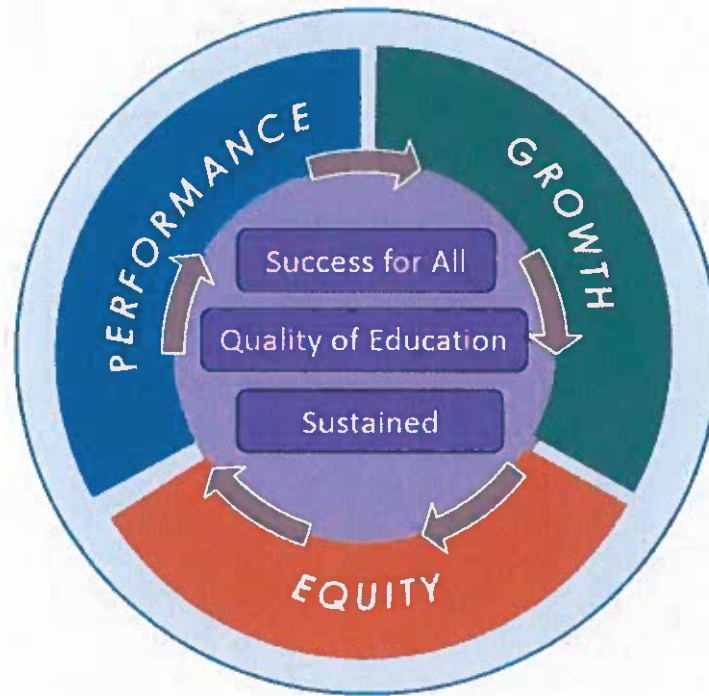 PERFORMANCE
GROWTH
Success for All
Quality of Education
Sustained
EQUITY